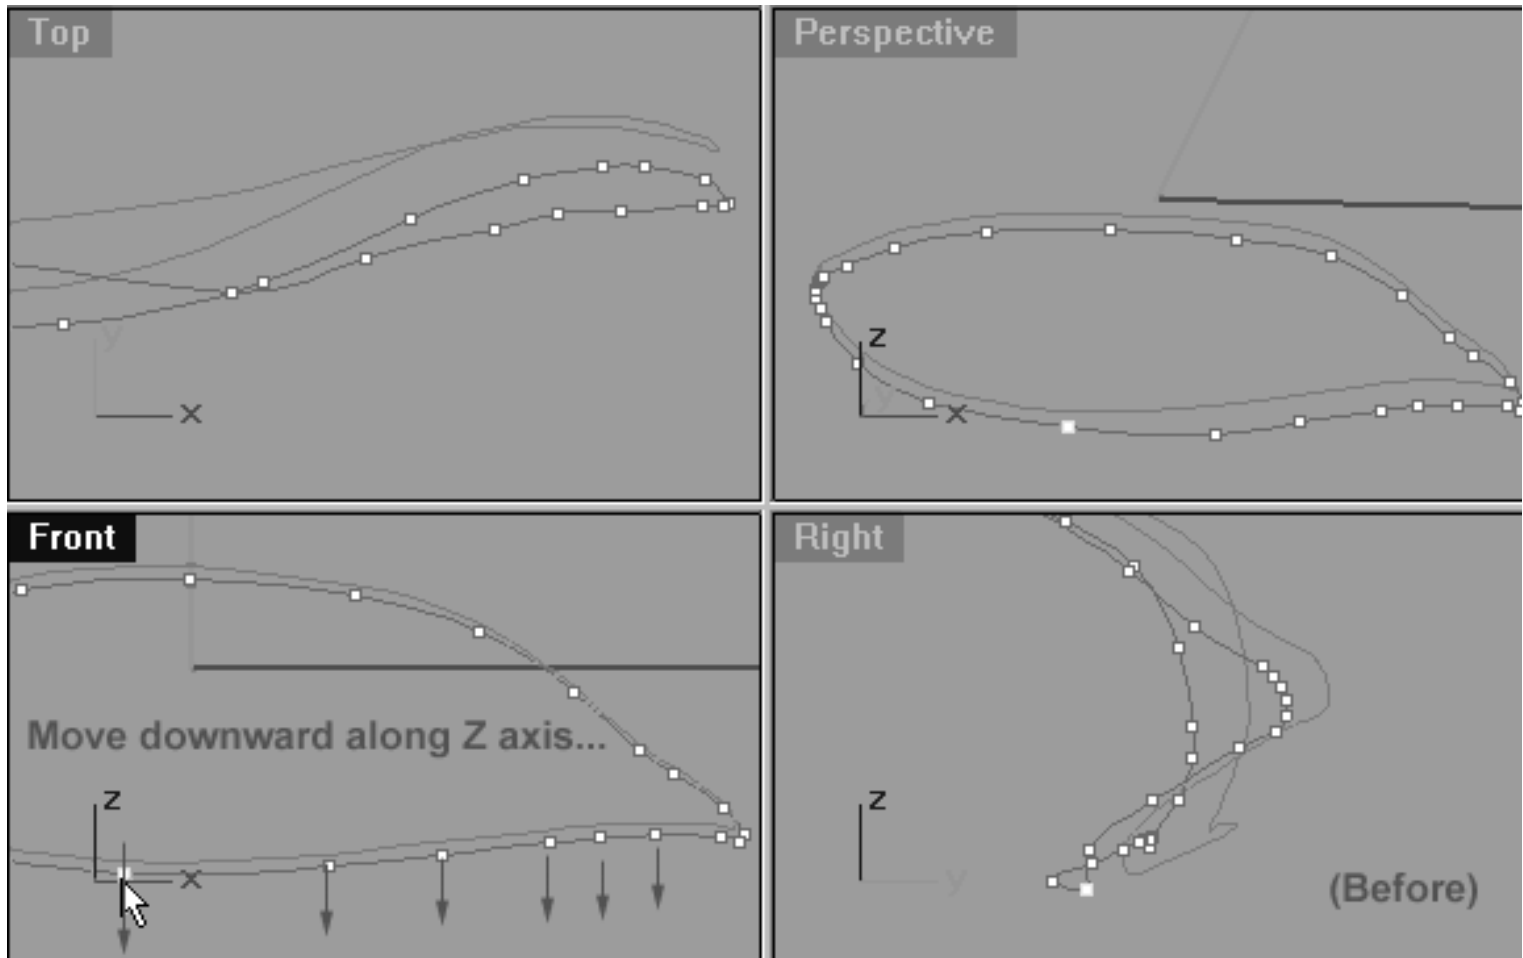 Top
Perspective
y
x
z
y
x
Front
Right
Move downward along Z axis...
z
x
z
y
(Before)